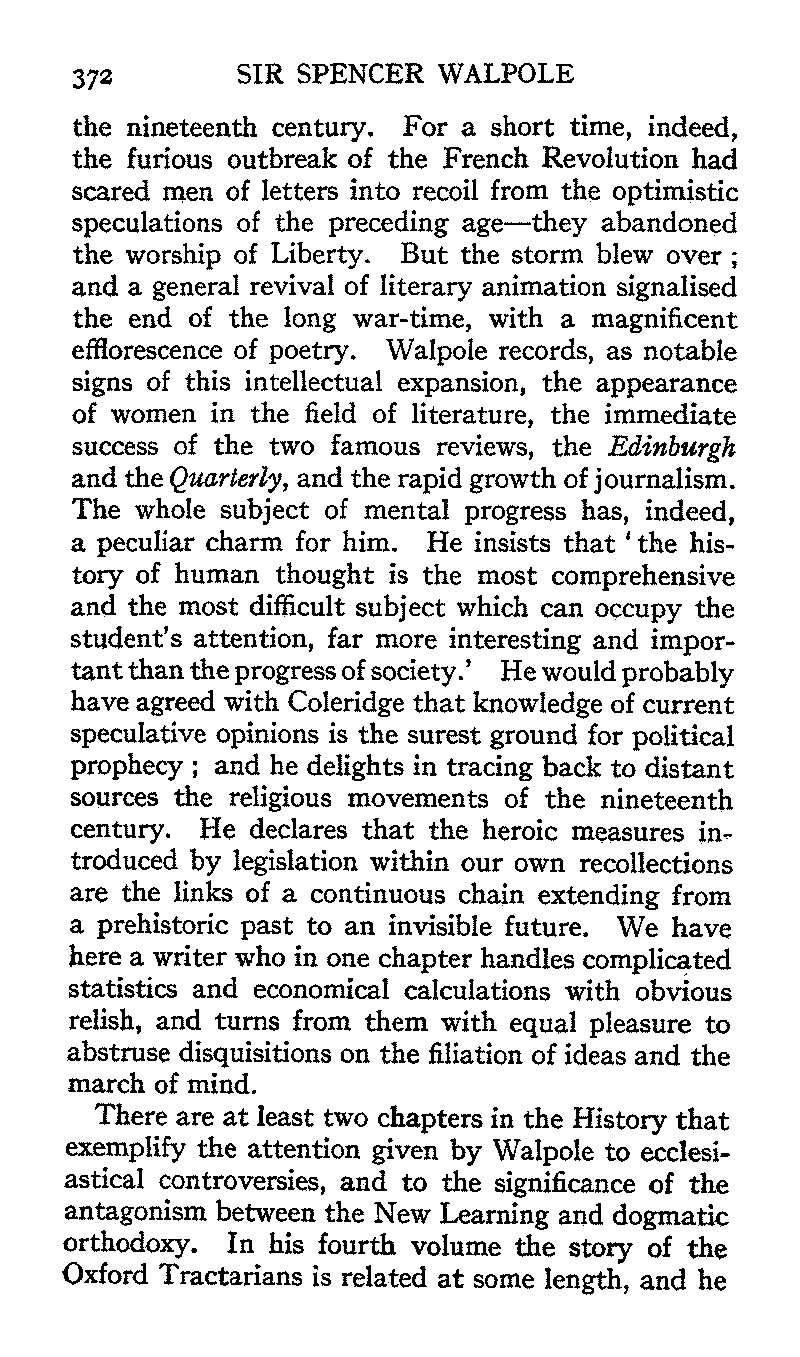 372 SIR SPENCER WALPOLE
the nineteenth century. For a short time, indeed,
the furious outbreak of the French Revolution had
scared men of letters into recoil from the optimistic
speculations of the preceding age—they abandoned
the worship of Liberty. But the storm blew over ;
and a general revival of literary animation signalised
the end of the long war-time, with a magnificent
efflorescence of poetry. Walpole records, as notable
signs of this intellectual expansion, the appearance
of women in the field of literature, the immediate
success of the two famous reviews, the Edinburgh
and the Quarterly, and the rapid growth of journalism.
The whole subject of mental progress has, indeed,
a peculiar charm for him. He insists that ‘ the his-
tory of human thought is the most comprehensive
and the most difficult subject which can occupy the
student’s attention, far more interesting and impor-
tant than the progress of society.’ He would probably
have agreed with Coleridge that knowledge of current
speculative opinions is the surest ground for political
prophecy ; and he delights in tracing back to distant
sources the religious movements of the nineteenth
century. He declares that the heroic measures in-
troduced by legislation within our own recollections
are the links of a continuous chain extending from
a prehistoric past to an invisible future. We have
here a writer who in one chapter handles complicated
statistics and economical calculations with obvious
relish, and turns from them with equal pleasure to
abstruse disquisitions on the filiation of ideas and the
march of mind.
There are at least two chapters in the History that
exemplify the attention given by Walpole to ecclesi-
astical controversies, and to the significance of the
antagonism between the New Learning and dogmatic
orthodoxy. In his fourth volume the story of the
Oxford Tractarians is related at some length, and he